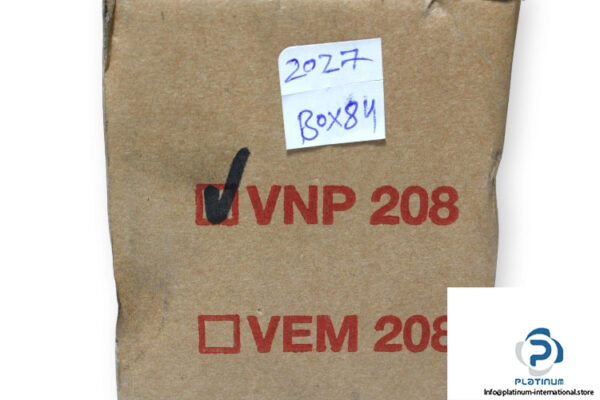 2027
BOX84
VNP 208
VEM 208
PLATINUM
Info@platinum-international.store